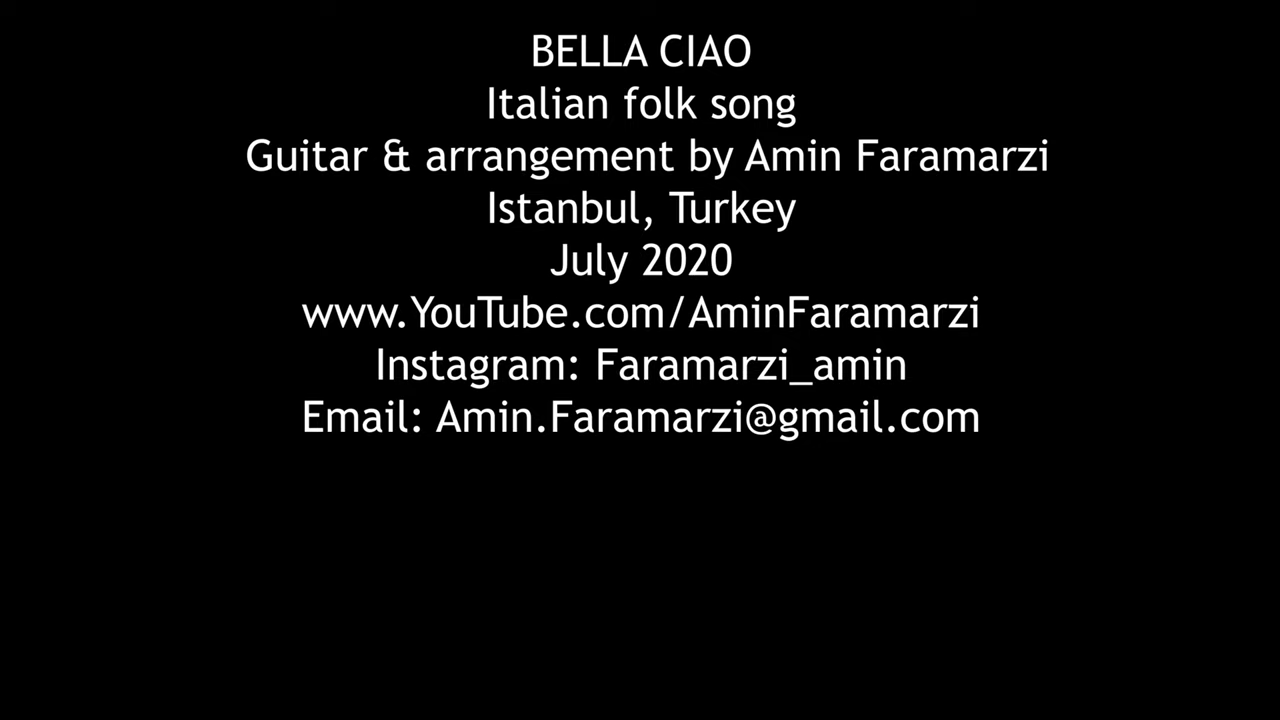 BELLA CIAO
Italian folk song
Guitar & arrangement by Amin Faramarzi
Istanbul, Turkey
July 2020
www.YouTube.com/AminFaramarzi
Instagram: Faramarzi_amin
Email: Amin.Faramarzi@gmail.com